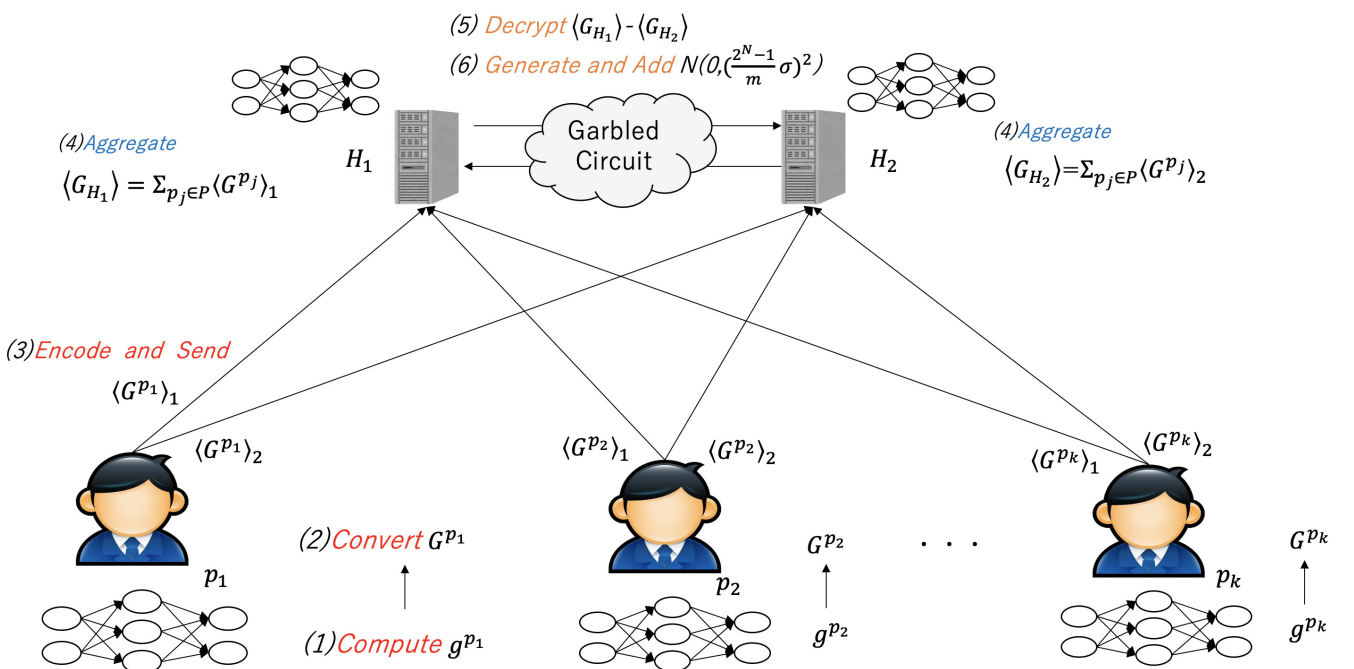 (5) Decrypt ⟨G_{H_1}⟩-⟨G_{H_2}⟩
(6) Generate and Add N(0,(\frac{2^N-1}{m}σ)^2)
Garbled
Circuit
(4)Aggregate
⟨G_{H_1}⟩ = Σ_{p_j∈P}⟨G^{p_j}⟩_1
H_1
H_2
(4)Aggregate
⟨G_{H_2}⟩=Σ_{p_j∈P}⟨G^{p_j}⟩_2
(3)Encode and Send
⟨G^{p_1}⟩_1
⟨G^{p_1}⟩_2
⟨G^{p_2}⟩_1
⟨G^{p_2}⟩_2
⟨G^{p_k}⟩_1
⟨G^{p_k}⟩_2
(2)Convert G^{p_1}
G^{p_2}
. . .
G^{p_k}
p_1
p_2
p_k
(1)Compute g^{p_1}
g^{p_2}
g^{p_k}